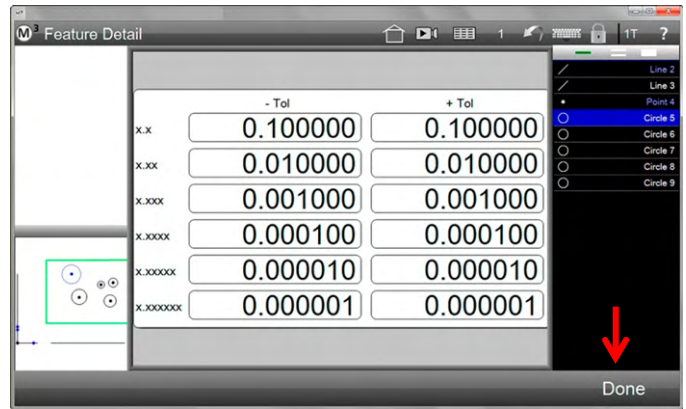 M³ Feature Detail 1 1T ?
- Tol + Tol
x.x 0.100000 0.100000
x.xx 0.010000 0.010000
x.xxx 0.001000 0.001000
x.xxxx 0.000100 0.000100
x.xxxxx 0.000010 0.000010
x.xxxxxx 0.000001 0.000001
Line 2
Line 3
Point 4
Circle 5
Circle 6
Circle 7
Circle 8
Circle 9
Done